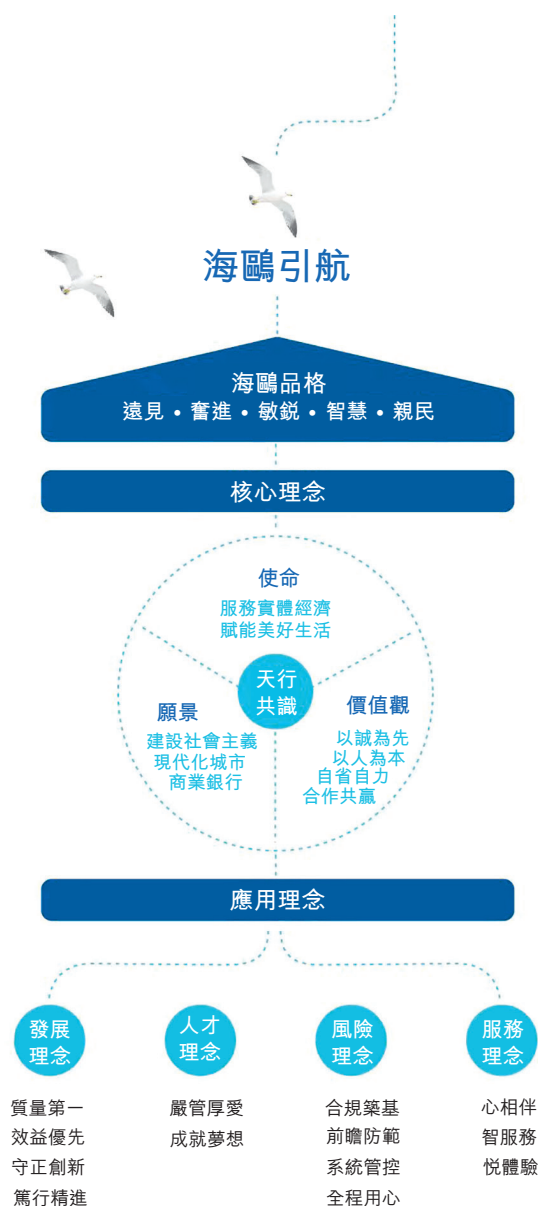 海鷗引航
海鷗品格
遠見 • 奮進 • 敏銳 • 智慧 • 親民
核心理念
使命
服務實體經濟
賦能美好生活
天行
共識
願景
建設社會主義
現代化城市
商業銀行
價值觀
以誠為先
以人為本
自省自力
合作共贏
應用理念
發展
理念
質量第一
效益優先
守正創新
篤行精進
人才
理念
嚴管厚愛
成就夢想
風險
理念
合規築基
前瞻防範
系統管控
全程用心
服務
理念
心相伴
智服務
悅體驗